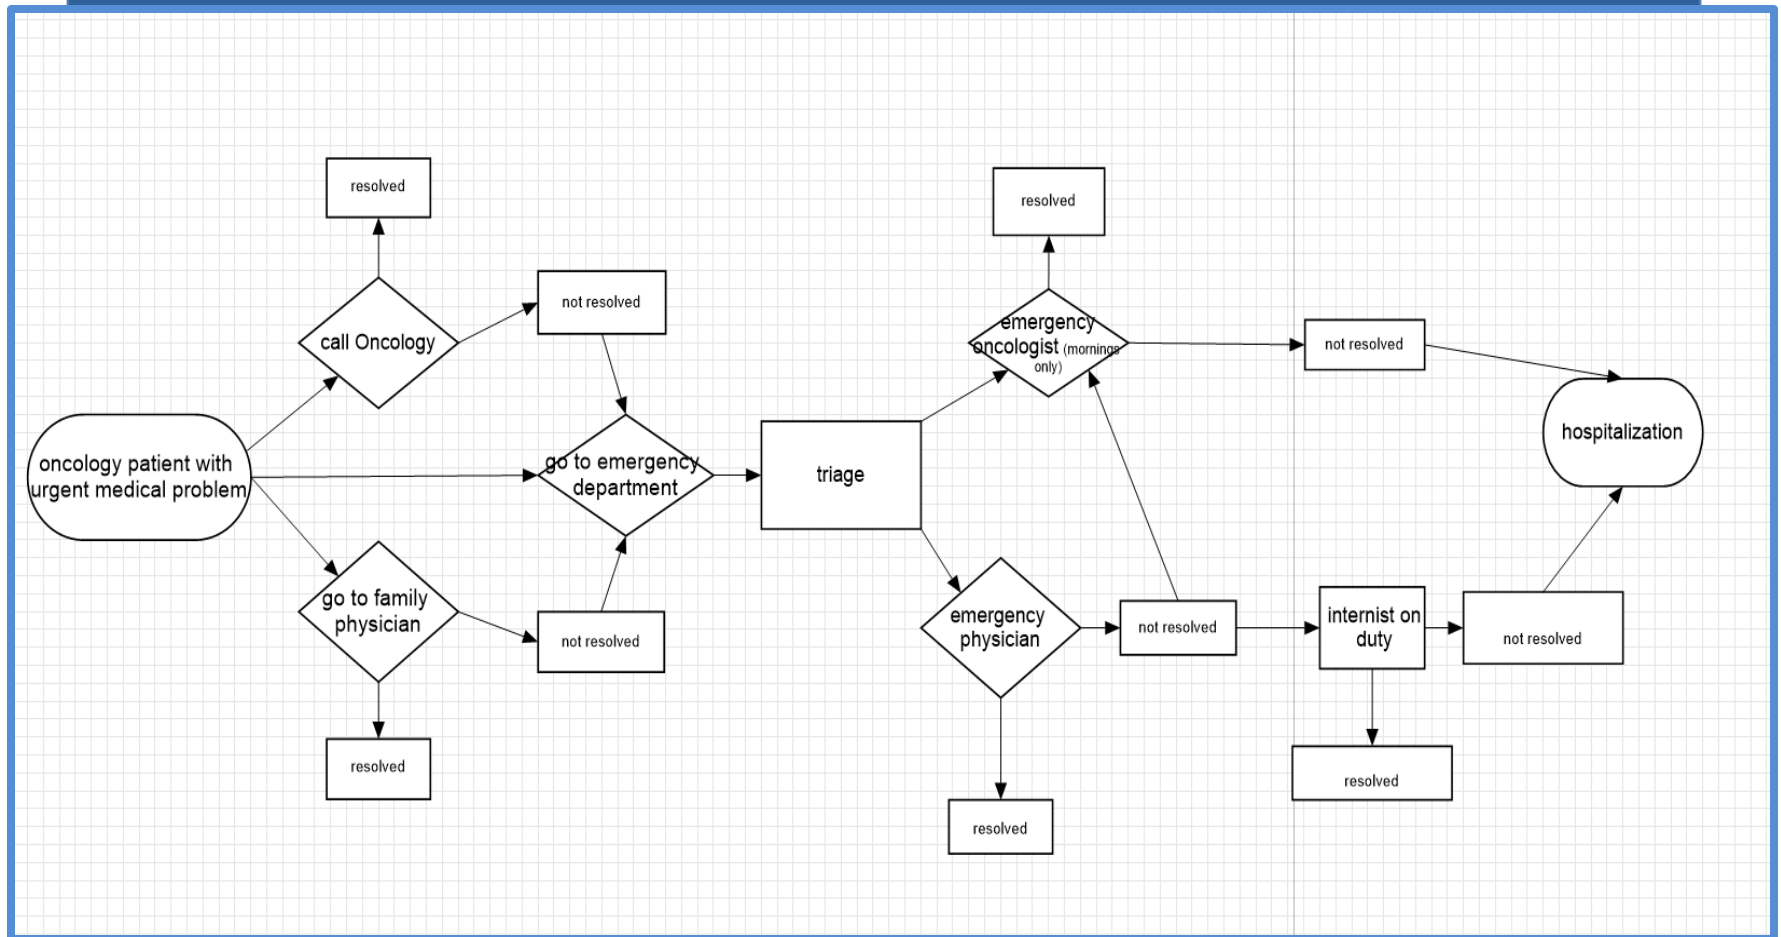 resolved
not resolved
call Oncology
oncology patient with
urgent medical problem
go to emergency
department
go to family
physician
not resolved
resolved
triage
resolved
emergency
oncologist (mornings
only)
not resolved
hospitalization
emergency
physician
not resolved
internist on
duty
not resolved
resolved
resolved